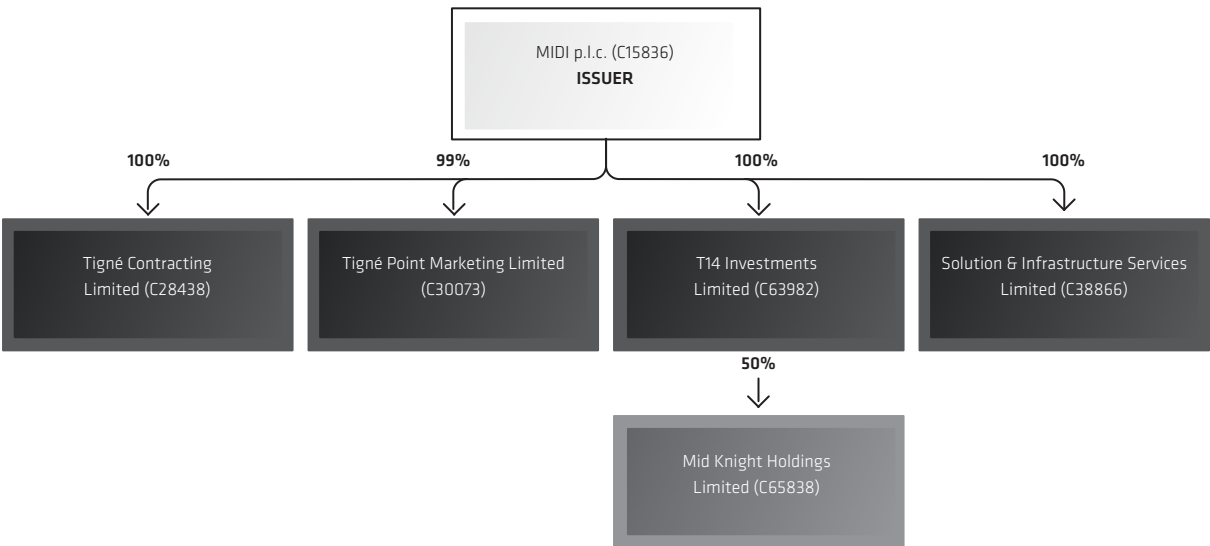 MIDI p.l.c. (C15836)
ISSUER
100%
99%
100%
100%
Tigné Contracting
Limited (C28438)
Tigné Point Marketing Limited
(C30073)
T14 Investments
Limited (C63982)
Solution & Infrastructure Services
Limited (C38866)
50%
Mid Knight Holdings
Limited (C65838)